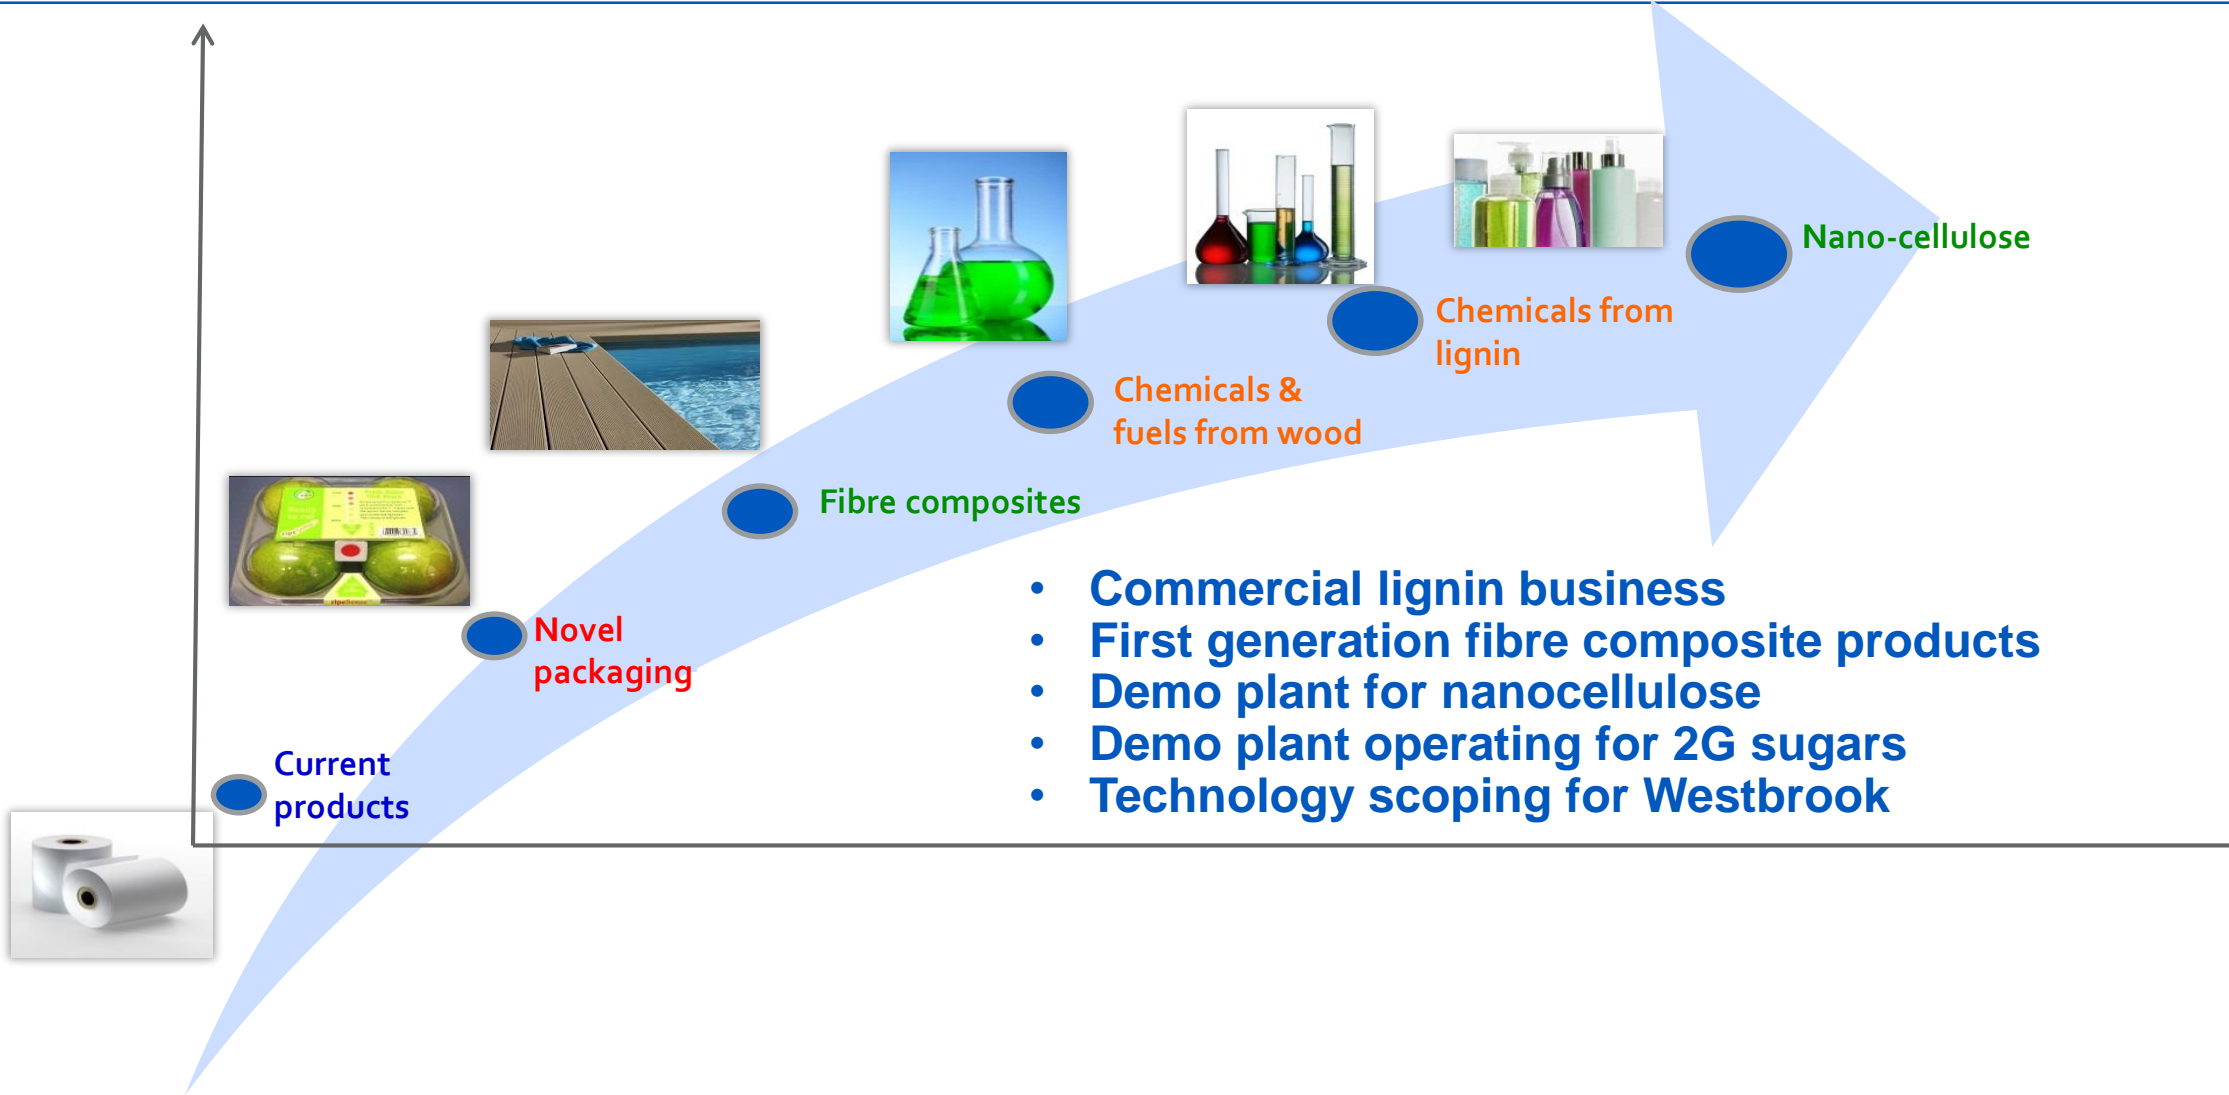 Nano-cellulose
Chemicals from
lignin
Chemicals &
fuels from wood
Fibre composites
Novel
packaging
Current
products
• Commercial lignin business
• First generation fibre composite products
• Demo plant for nanocellulose
• Demo plant operating for 2G sugars
• Technology scoping for Westbrook